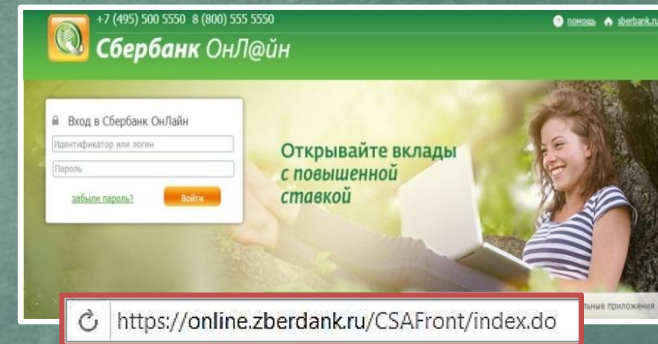 +7 (495) 500 5550 8 (800) 555 5550
помощь sberbank.ru
Сбербанк ОнЛ@йн
Вход в Сбербанк ОнЛайн
Идентификатор или логин
Пароль
забыли пароль? Войти
Открывайте вклады
с повышенной
ставкой
приложения
https://online.zberdank.ru/CSAFront/index.do